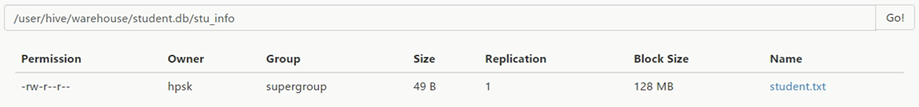 /user/hive/warehouse/student.db/stu_info Go!
Permission Owner Group Size Replication Block Size Name
-rw-r--r-- hpsk supergroup 49 B 1 128 MB student.txt